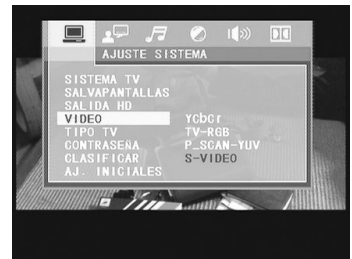 AJUSTE SISTEMA
SISTEMA TV
SALVAPANTALLAS
SALIDA HD
VIDEO YCbCr
TIPO TV TV-RGB
CONTRASEÑA P_SCAN-YUV
CLASIFICAR S-VIDEO
AJ. INICIALES